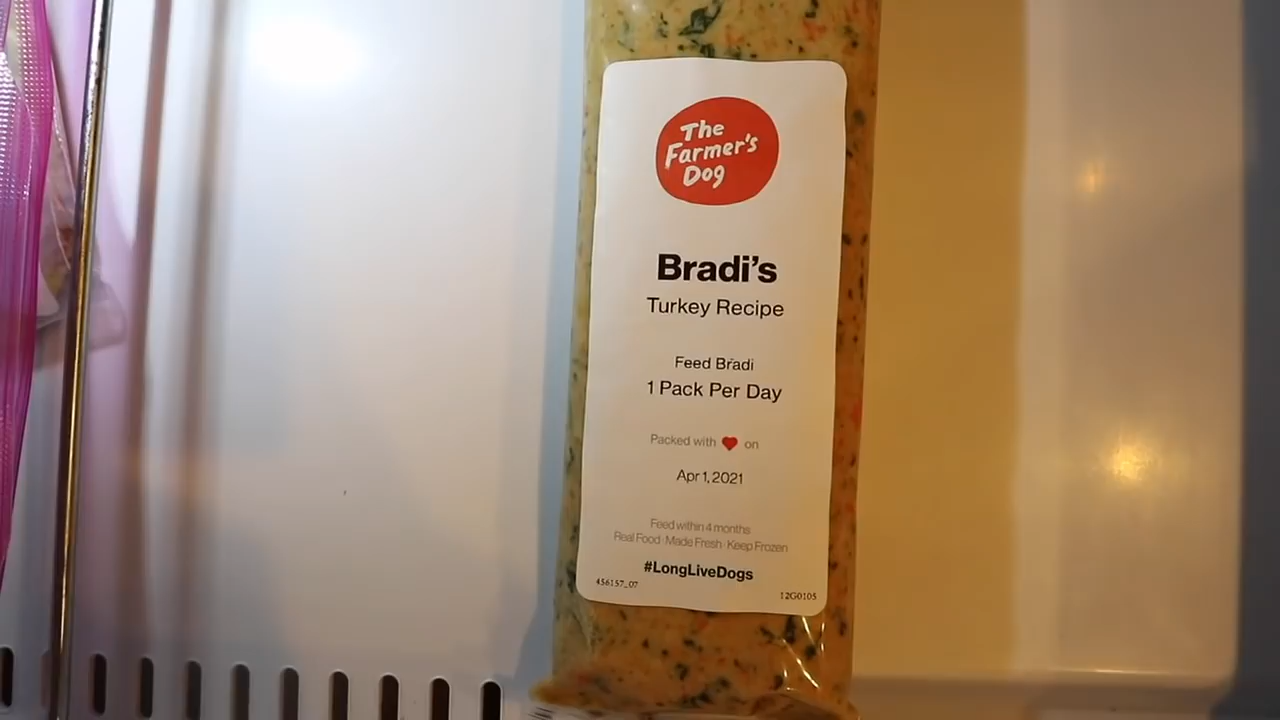 The
Farmer's
Dog
Bradi's
Turkey Recipe
Feed Bradi
1 Pack Per Day
Packed with ♥ on
Apr 1, 2021
Feed within 4 months
Real Food · Made Fresh · Keep Frozen
#LongLiveDogs
456157_07
12G0105